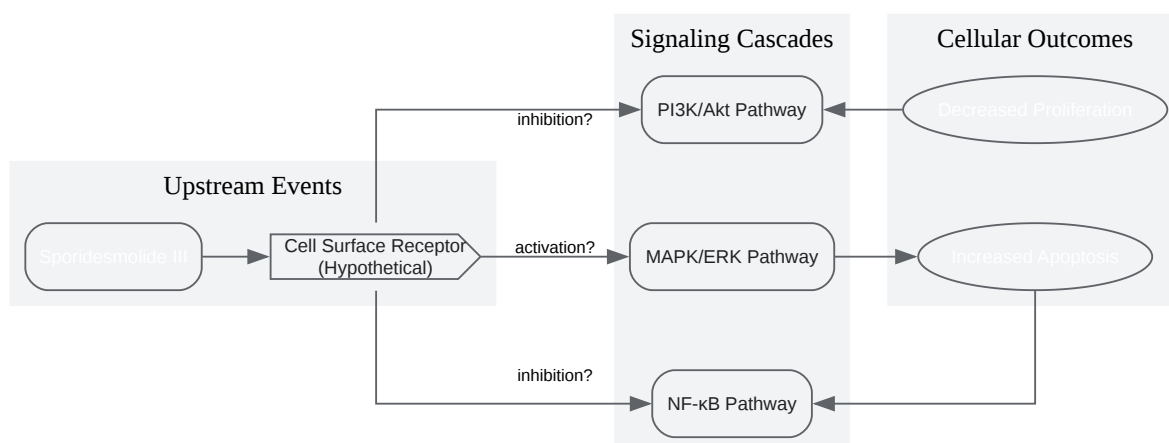 Signaling Cascades
Cellular Outcomes
PI3K/Akt Pathway
Decreased Proliferation
inhibition?
Upstream Events
Sporidesmolide III
Cell Surface Receptor
(Hypothetical)
activation?
MAPK/ERK Pathway
Increased Apoptosis
inhibition?
NF-κB Pathway